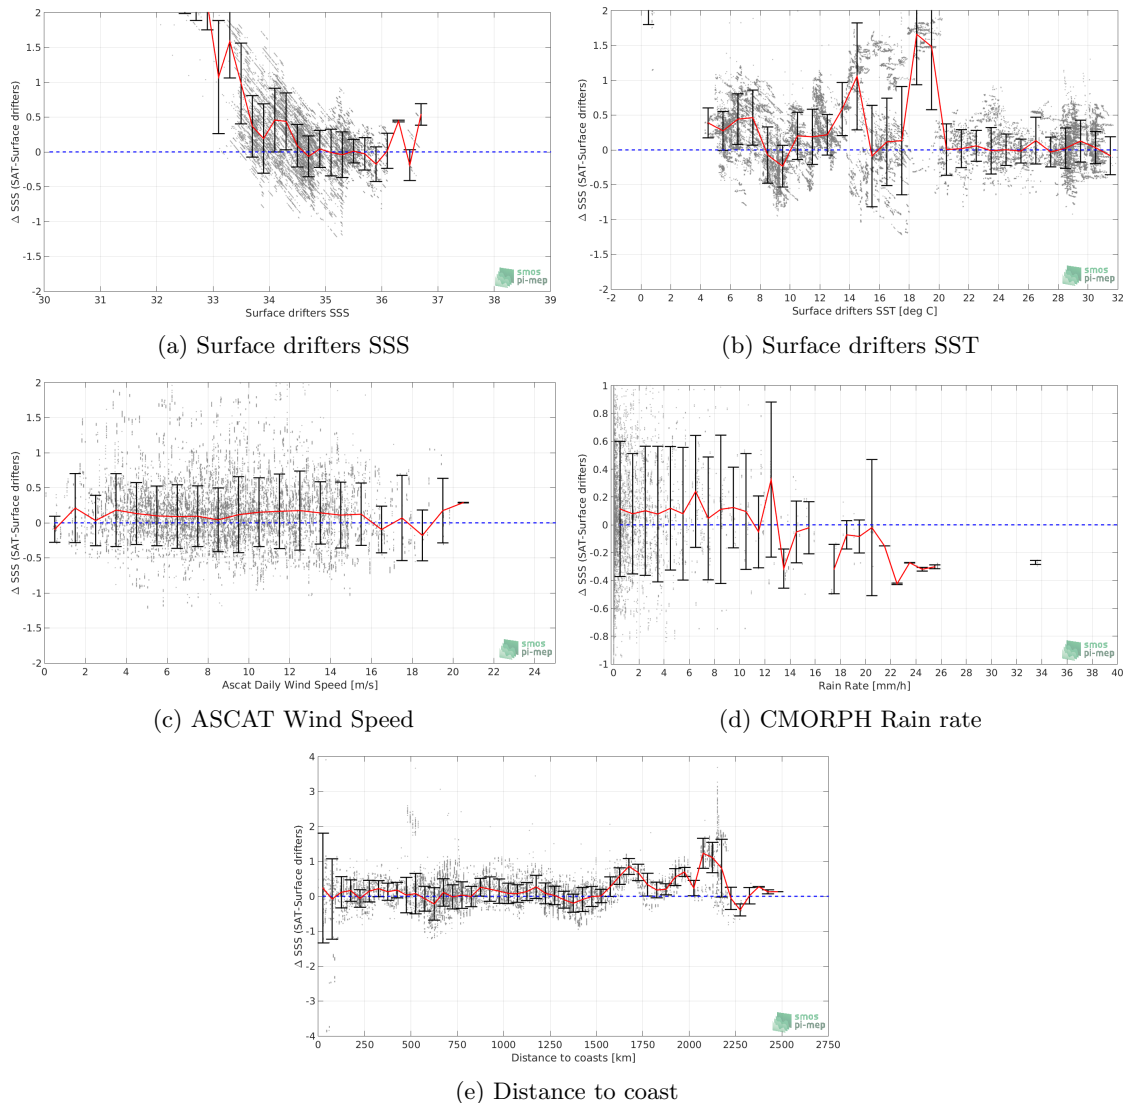 2
1.5
1
0.5
0
-0.5
-1
-1.5
-2
Δ SSS (SAT-Surface drifters)
30 31 32 33 34 35 36 37 38 39
Surface drifters SSS
smos
pi-mep
(a) Surface drifters SSS
2
1.5
1
0.5
0
-0.5
-1
-1.5
-2
Δ SSS (SAT-Surface drifters)
-2 0 2 4 6 8 10 12 14 16 18 20 22 24 26 28 30 32
Surface drifters SST [deg C]
smos
pi-mep
(b) Surface drifters SST
2
1.5
1
0.5
0
-0.5
-1
-1.5
-2
Δ SSS (SAT-Surface drifters)
0 2 4 6 8 10 12 14 16 18 20 22 24
Ascat Daily Wind Speed [m/s]
smos
pi-mep
(c) ASCAT Wind Speed
1
0.8
0.6
0.4
0.2
0
-0.2
-0.4
-0.6
-0.8
-1
Δ SSS (SAT-Surface drifters)
0 2 4 6 8 10 12 14 16 18 20 22 24 26 28 30 32 34 36 38 40
Rain Rate [mm/h]
smos
pi-mep
(d) CMORPH Rain rate
4
3
2
1
0
-1
-2
-3
-4
Δ SSS (SAT-Surface drifters)
0 250 500 750 1000 1250 1500 1750 2000 2250 2500 2750
Distance to coasts [km]
smos
pi-mep
(e) Distance to coast